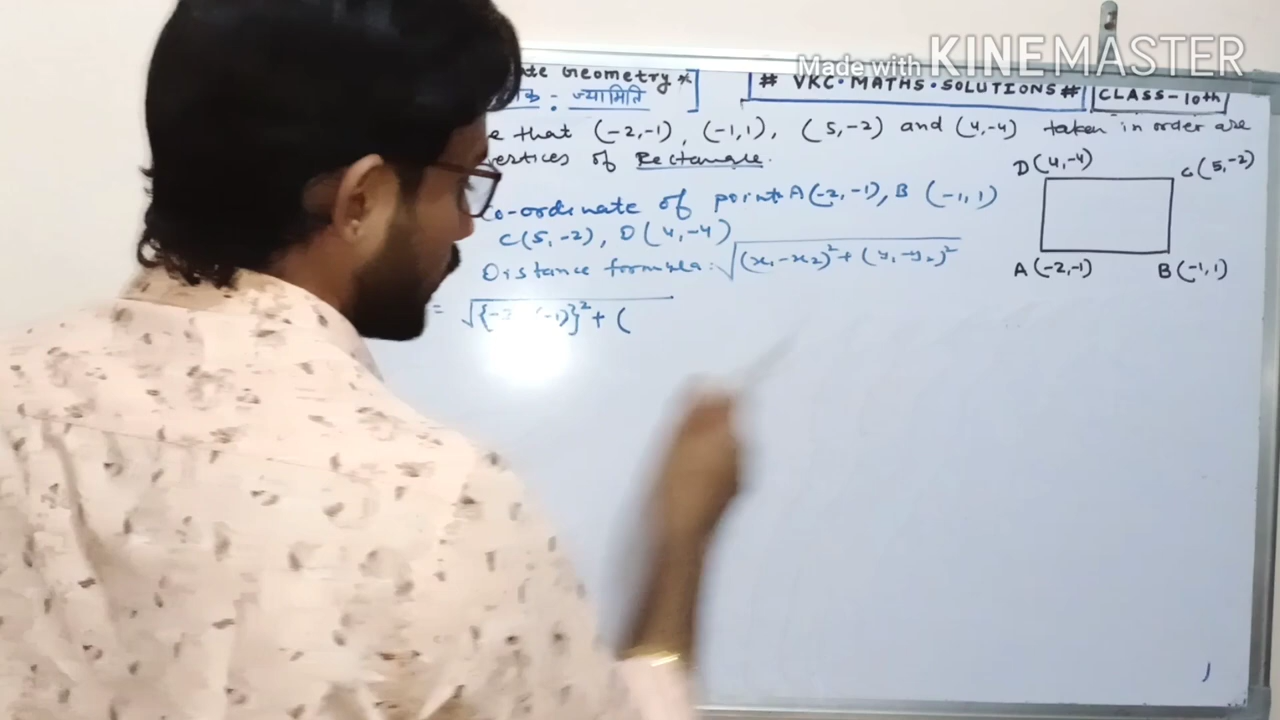 Made with KINEMASTER
te Geometry *
# VKC. MATHS. SOLUTIONS #
CLASS-10th
क : ज्यामिति
e that (-2,-1), (-1,1), (5,-2) and (4,-4) taken in order are
ertices of Rectangle.
D(4,-4)
C(5,-2)
A(-2,-1)
B(-1,1)
Co-ordinate of point A(-2,-1), B (-1,1)
C(5,-2), D(4,-4)
Distance formula: √(x₁-x₂)²+(y₁-y₂)²
= √{-2 (-1)}²+(